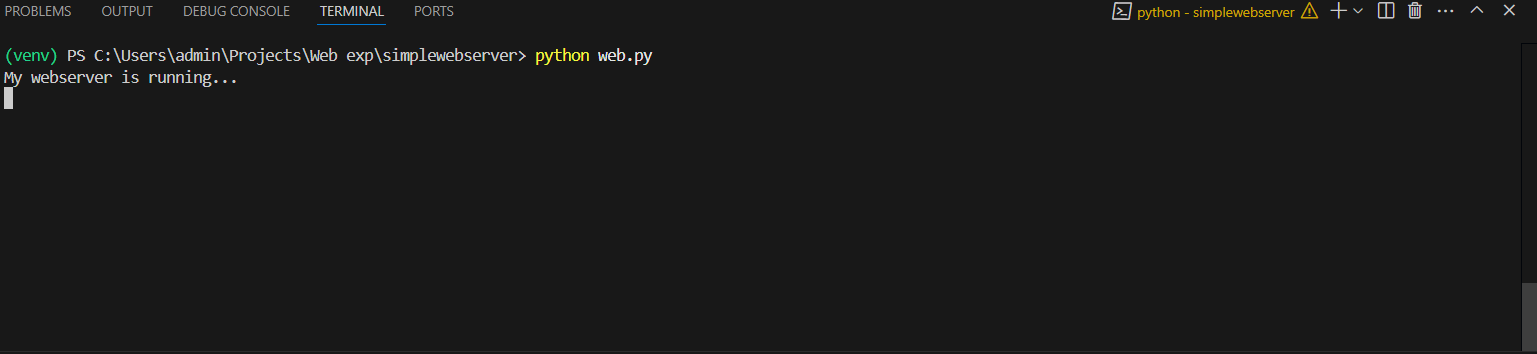 PROBLEMS OUTPUT DEBUG CONSOLE TERMINAL PORTS python - simplewebserver
(venv) PS C:\Users\admin\Projects\Web exp\simplewebserver> python web.py
My webserver is running...